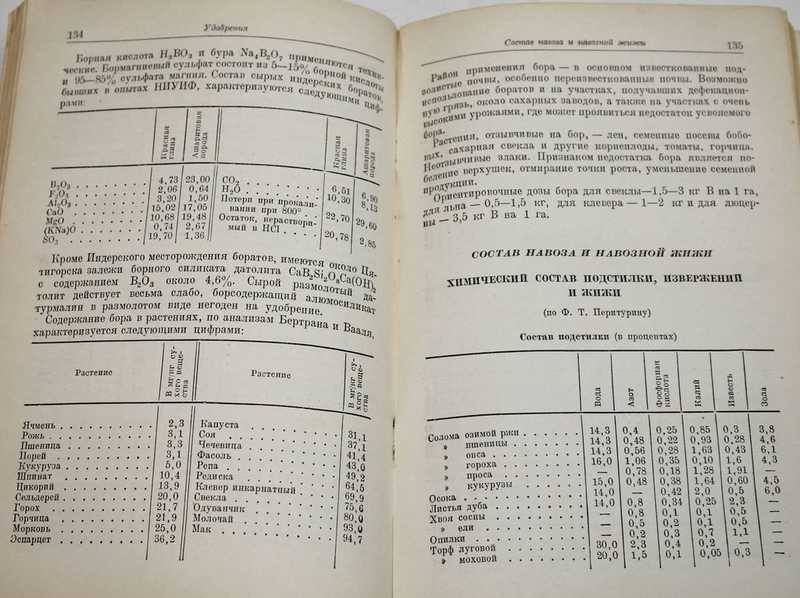 134
Удобрения
Борная кислота H₃BO₃ и бура Na₂B₄O₇ применяются техни-
ческие. Бормагниевый сульфат состоит из 5—15% борной кислоты
и 95—85% сульфата магния. Состав сырых индерских боратов,
бывших в опытах НИУИФ, характеризуются следующими циф-
рами:
Красная глина
Ашаритовая порода
Красная глина
Ашаритовая порода
B₂O₃ 4,73 23,00
F₂O₃ 2,06 0,64
Al₂O₃ 3,20 1,50
CaO 15,02 17,05
MgO 10,68 19,48
(KNa)O 0,74 2,67
SO₃ 19,70 1,36
CO₂ 6,51 6,90
H₂O 10,30 8,13
Потери при прокали-
вании при 800° 22,70 29,60
Остаток, нераствори-
мый в HCl 20,78 2,85
Кроме Индерского месторождения боратов, имеются около Пя-
тигорска залежи борного силиката датолита CaB₂Si₂O₈Ca(OH)₂
с содержанием B₂O₃ около 4,6%. Сырой размолотый да-
толит действует весьма слабо, борсодержащий алюмосиликат
турмалин в размолотом виде негоден на удобрение.
Содержание бора в растениях, по анализам Бертрана и Вааля,
характеризуется следующими цифрами:
Растение
В мг/кг су-
хого веще-
ства
Растение
В мг/кг су-
хого веще-
ства
Ячмень 2,3
Рожь 3,1
Пшеница 3,3
Порей 3,1
Кукуруза 5,0
Шпинат 10,4
Цикорий 13,9
Сельдерей 20,0
Горох 21,7
Горчица 21,9
Морковь 25,0
Эспарцет 36,2
Капуста
Соя
Чечевица
Фасоль
Репа
Редиска
Клевер инкарнатный
Свекла
Одуванчик
Молочай
Мак
31,1
37,1
41,4
43,0
49,2
64,5
69,9
75,6
80,0
93,0
94,7
Состав навоза и навозной жижи
135
Район применения бора — в основном известкованные под-
золистые почвы, особенно переизвесткованные почвы. Возможно
использование боратов и на участках, получавших дефекацион-
ную грязь, около сахарных заводов, а также на участках с очень
высокими урожаями, где может проявиться недостаток усвояемого
бора.
Растения, отзывчивые на бор, — лен, семенные посевы бобо-
вых, сахарная свекла и другие корнеплоды, томаты, горчица.
Неотзывчивые злаки. Признаком недостатка бора является по-
беление верхушек, отмирание точки роста, уменьшение семенной
продукции.
Ориентировочные дозы бора для свеклы—1,5—3 кг B на 1 га,
для льна — 0,5—1,5 кг, для клевера — 1—2 кг и для люцер-
ны — 3,5 кг B на 1 га.
СОСТАВ НАВОЗА И НАВОЗНОЙ ЖИЖИ
ХИМИЧЕСКИЙ СОСТАВ ПОДСТИЛКИ, ИЗВЕРЖЕНИЙ
И ЖИЖИ
(по Ф. Т. Перитурину)
Состав подстилки (в процентах)
Вода
Азот
Фосфорная кислота
Калий
Известь
Зола
Солома озимой ржи 14,3 0,4 0,25 0,85 0,3 3,8
» пшеницы 14,3 0,48 0,22 0,93 0,28 4,6
» овса 14,3 0,56 0,28 1,63 0,43 6,1
» гороха 16,0 1,06 0,35 0,10 1,6 4,3
» проса — 0,78 0,18 1,28 1,91 —
» кукурузы 15,0 0,48 0,38 1,64 0,60 4,5
Осока 14,0 — 0,42 2,0 0,5 6,0
Листья дуба 14,0 0,8 0,34 0,25 2,3 —
Хвоя сосны — 0,8 0,1 0,1 0,5 —
» ели — 0,5 0,2 0,1 0,5 —
Опилки — 0,2 0,3 0,7 1,1 —
Торф луговой 30,0 2,3 0,4 0,2 — —
» моховой 20,0 1,5 0,1 0,05 0,3 —